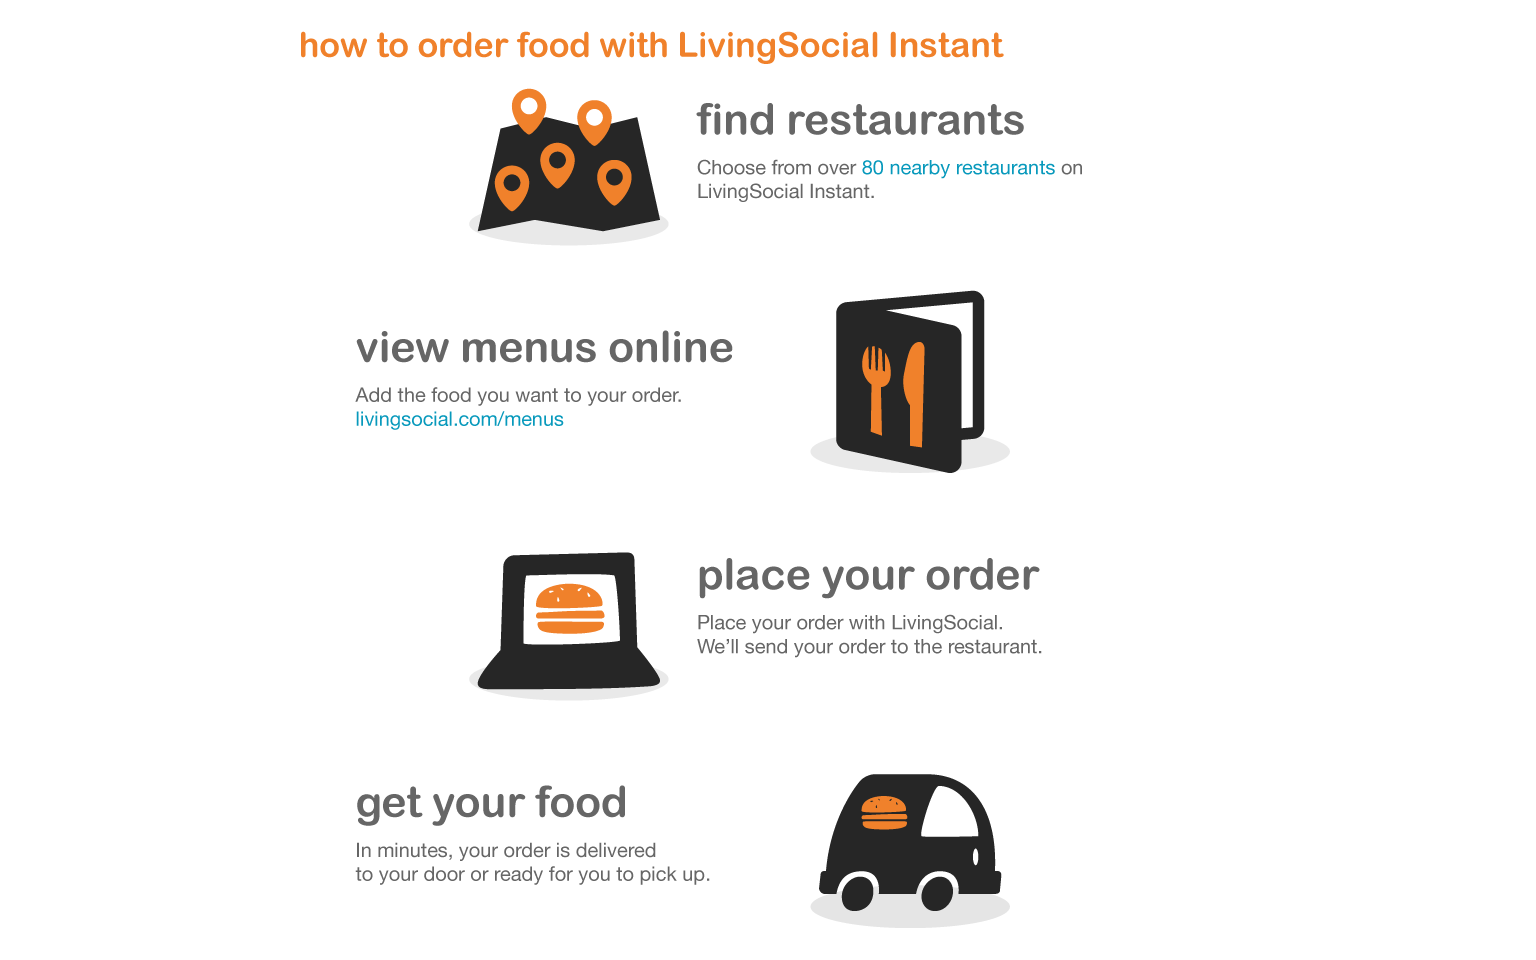 how to order food with LivingSocial Instant
find restaurants
Choose from over 80 nearby restaurants on
LivingSocial Instant.
view menus online
Add the food you want to your order.
livingsocial.com/menus
place your order
Place your order with LivingSocial.
We’ll send your order to the restaurant.
get your food
In minutes, your order is delivered
to your door or ready for you to pick up.